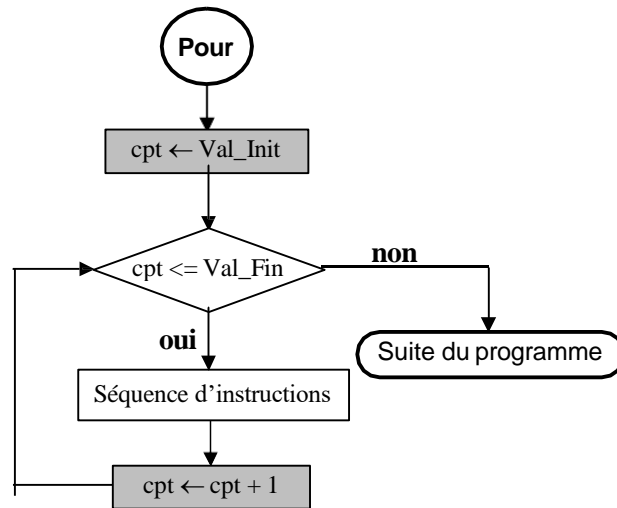 Pour
cpt ← Val_Init
cpt <= Val_Fin
non
oui
Suite du programme
Séquence d'instructions
cpt ← cpt + 1